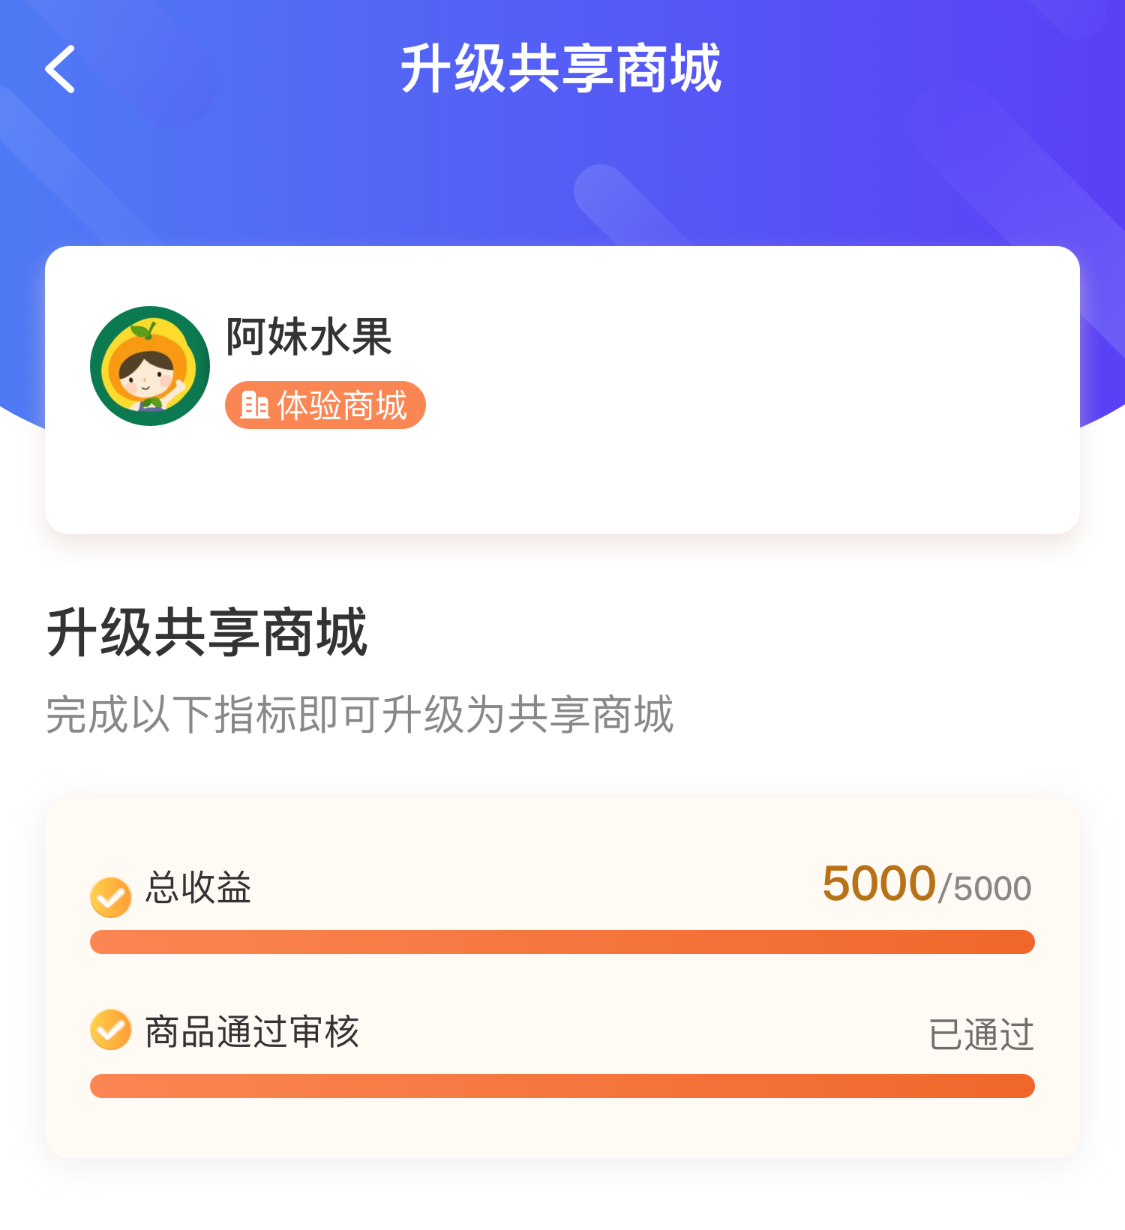 升级共享商城
阿妹水果
体验商城
升级共享商城
完成以下指标即可升级为共享商城
总收益 5000/5000
商品通过审核 已通过